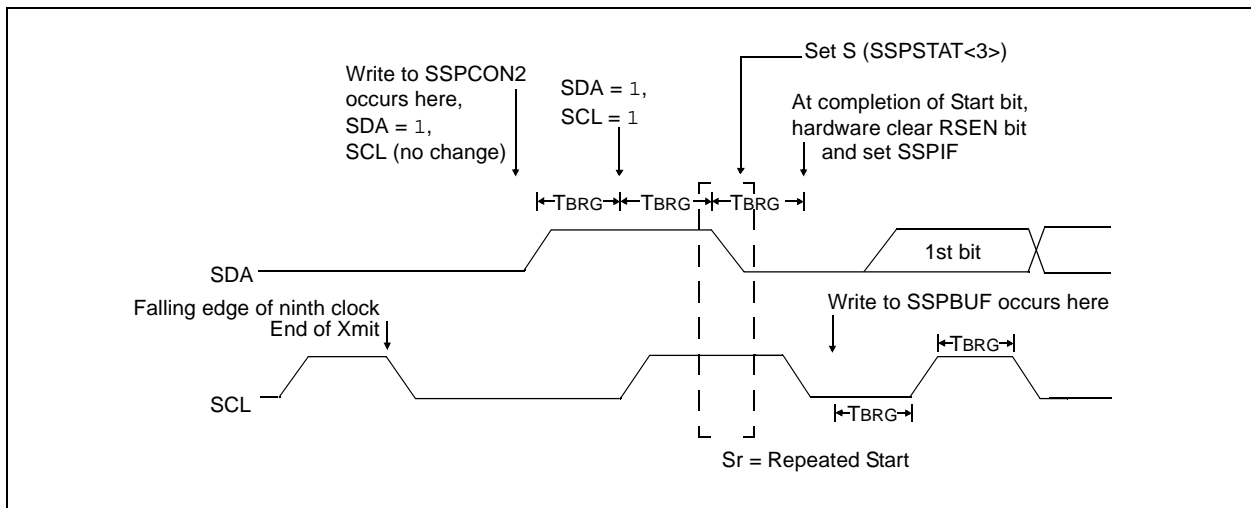 Set S (SSPSTAT<3>)
Write to SSPCON2
occurs here,
SDA = 1,
SCL (no change)
SDA = 1,
SCL = 1
At completion of Start bit,
hardware clear RSEN bit
and set SSPIF
TBRG
TBRG
TBRG
SDA
1st bit
Falling edge of ninth clock
End of Xmit
Write to SSPBUF occurs here
TBRG
SCL
TBRG
Sr = Repeated Start